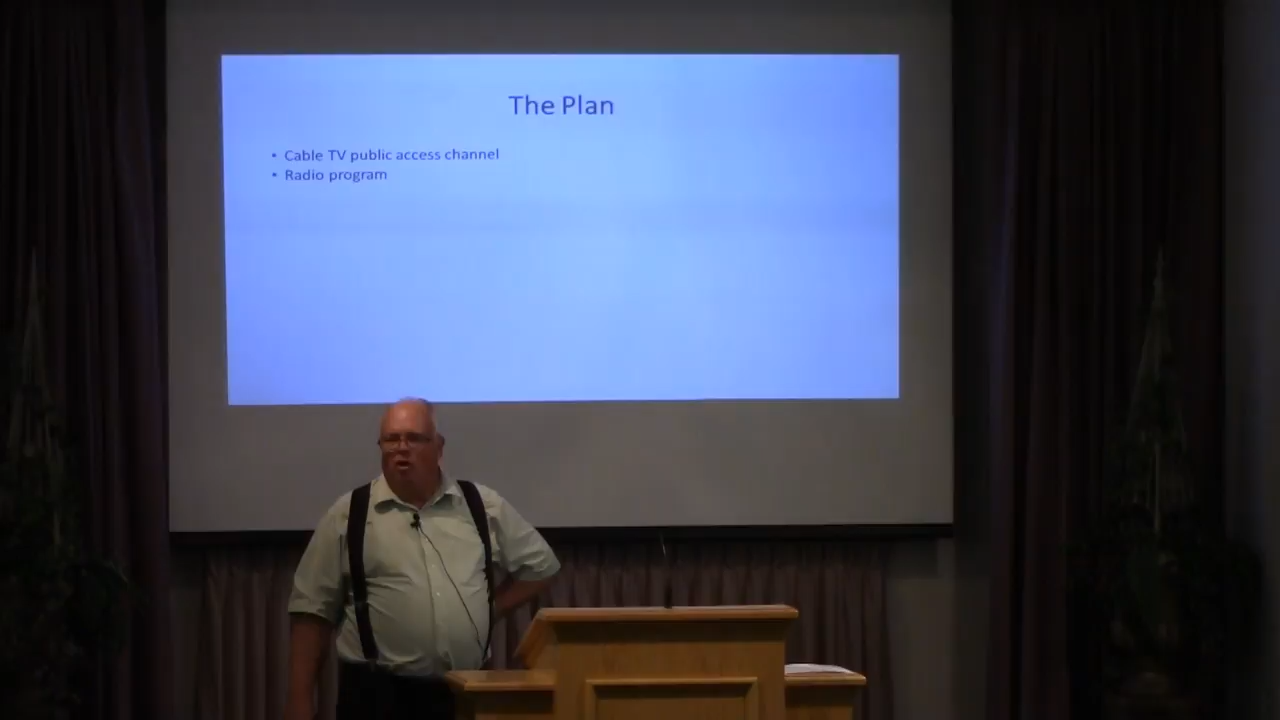 The Plan
• Cable TV public access channel
• Radio program